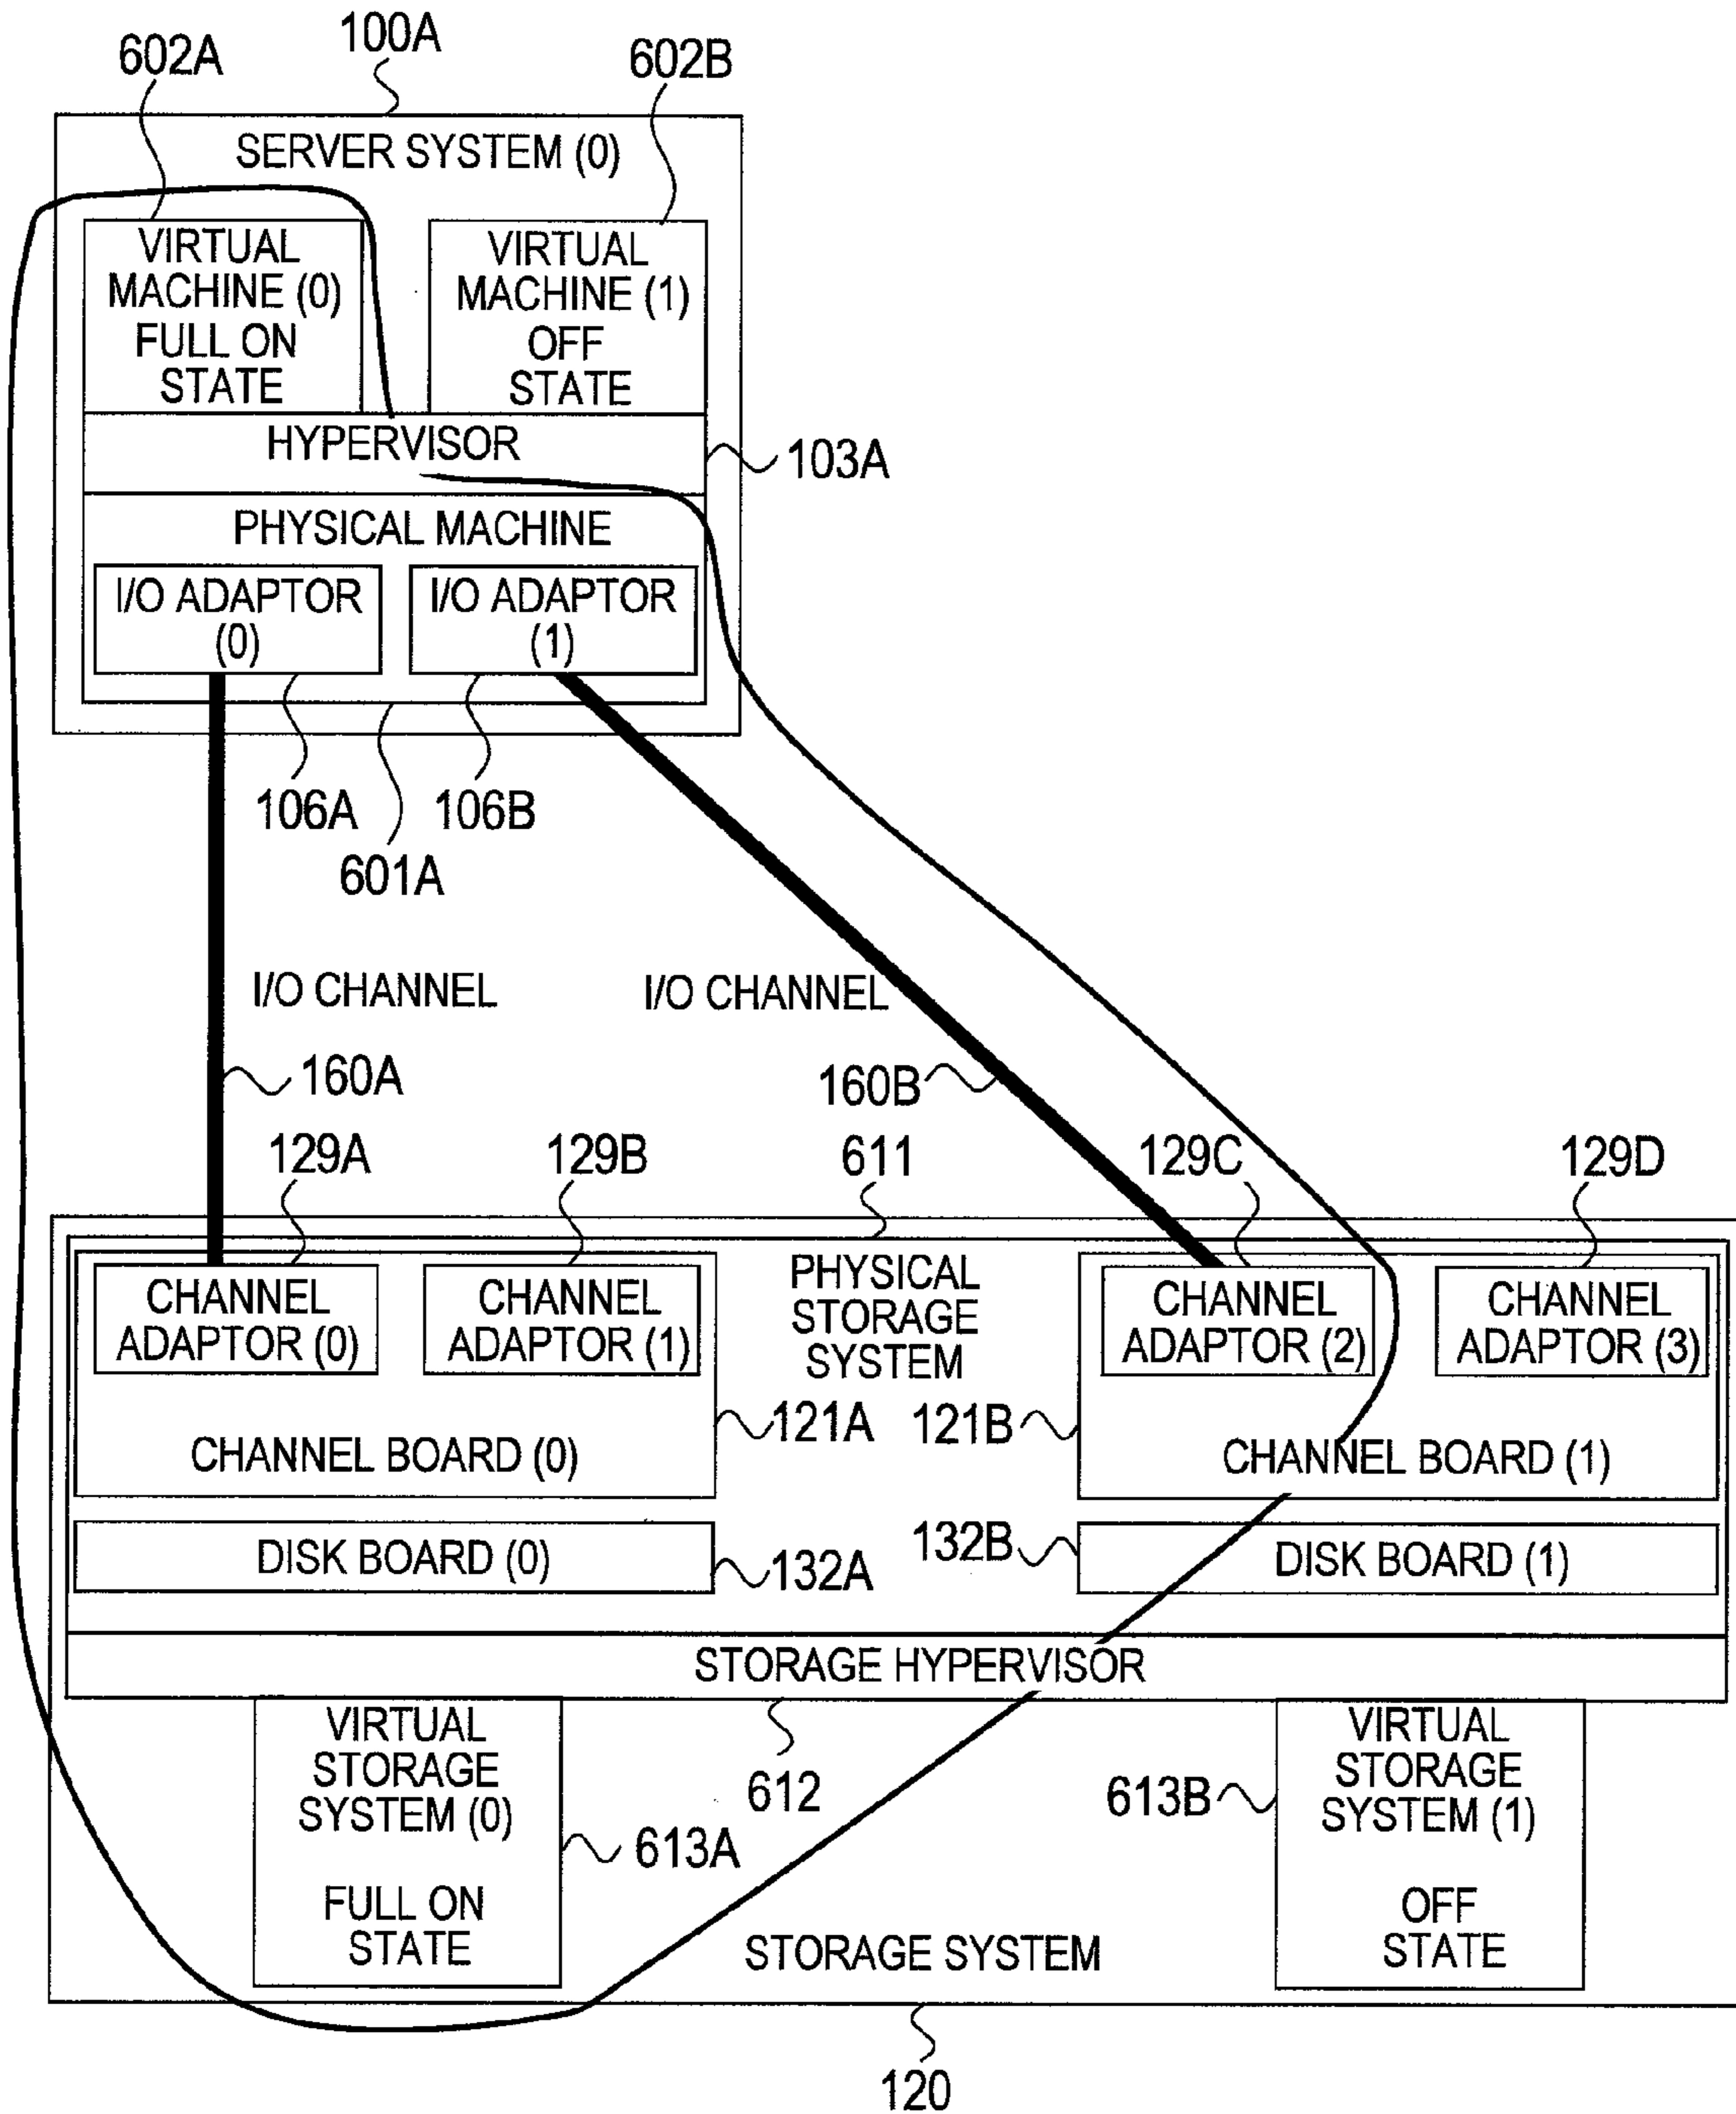 100A
602A
602B
SERVER SYSTEM (0)
VIRTUAL
MACHINE (0)
FULL ON
STATE
VIRTUAL
MACHINE (1)
OFF
STATE
HYPERVISOR
103A
PHYSICAL MACHINE
I/O ADAPTOR
(0)
I/O ADAPTOR
(1)
106A
106B
601A
I/O CHANNEL
I/O CHANNEL
160A
160B
129A
129B
611
129C
129D
CHANNEL
ADAPTOR (0)
CHANNEL
ADAPTOR (1)
PHYSICAL
STORAGE
SYSTEM
CHANNEL
ADAPTOR (2)
CHANNEL
ADAPTOR (3)
121A
121B
CHANNEL BOARD (0)
CHANNEL BOARD (1)
DISK BOARD (0)
132A
132B
DISK BOARD (1)
STORAGE HYPERVISOR
VIRTUAL
STORAGE
SYSTEM (0)
FULL ON
STATE
613A
612
613B
VIRTUAL
STORAGE
SYSTEM (1)
OFF
STATE
STORAGE SYSTEM
120